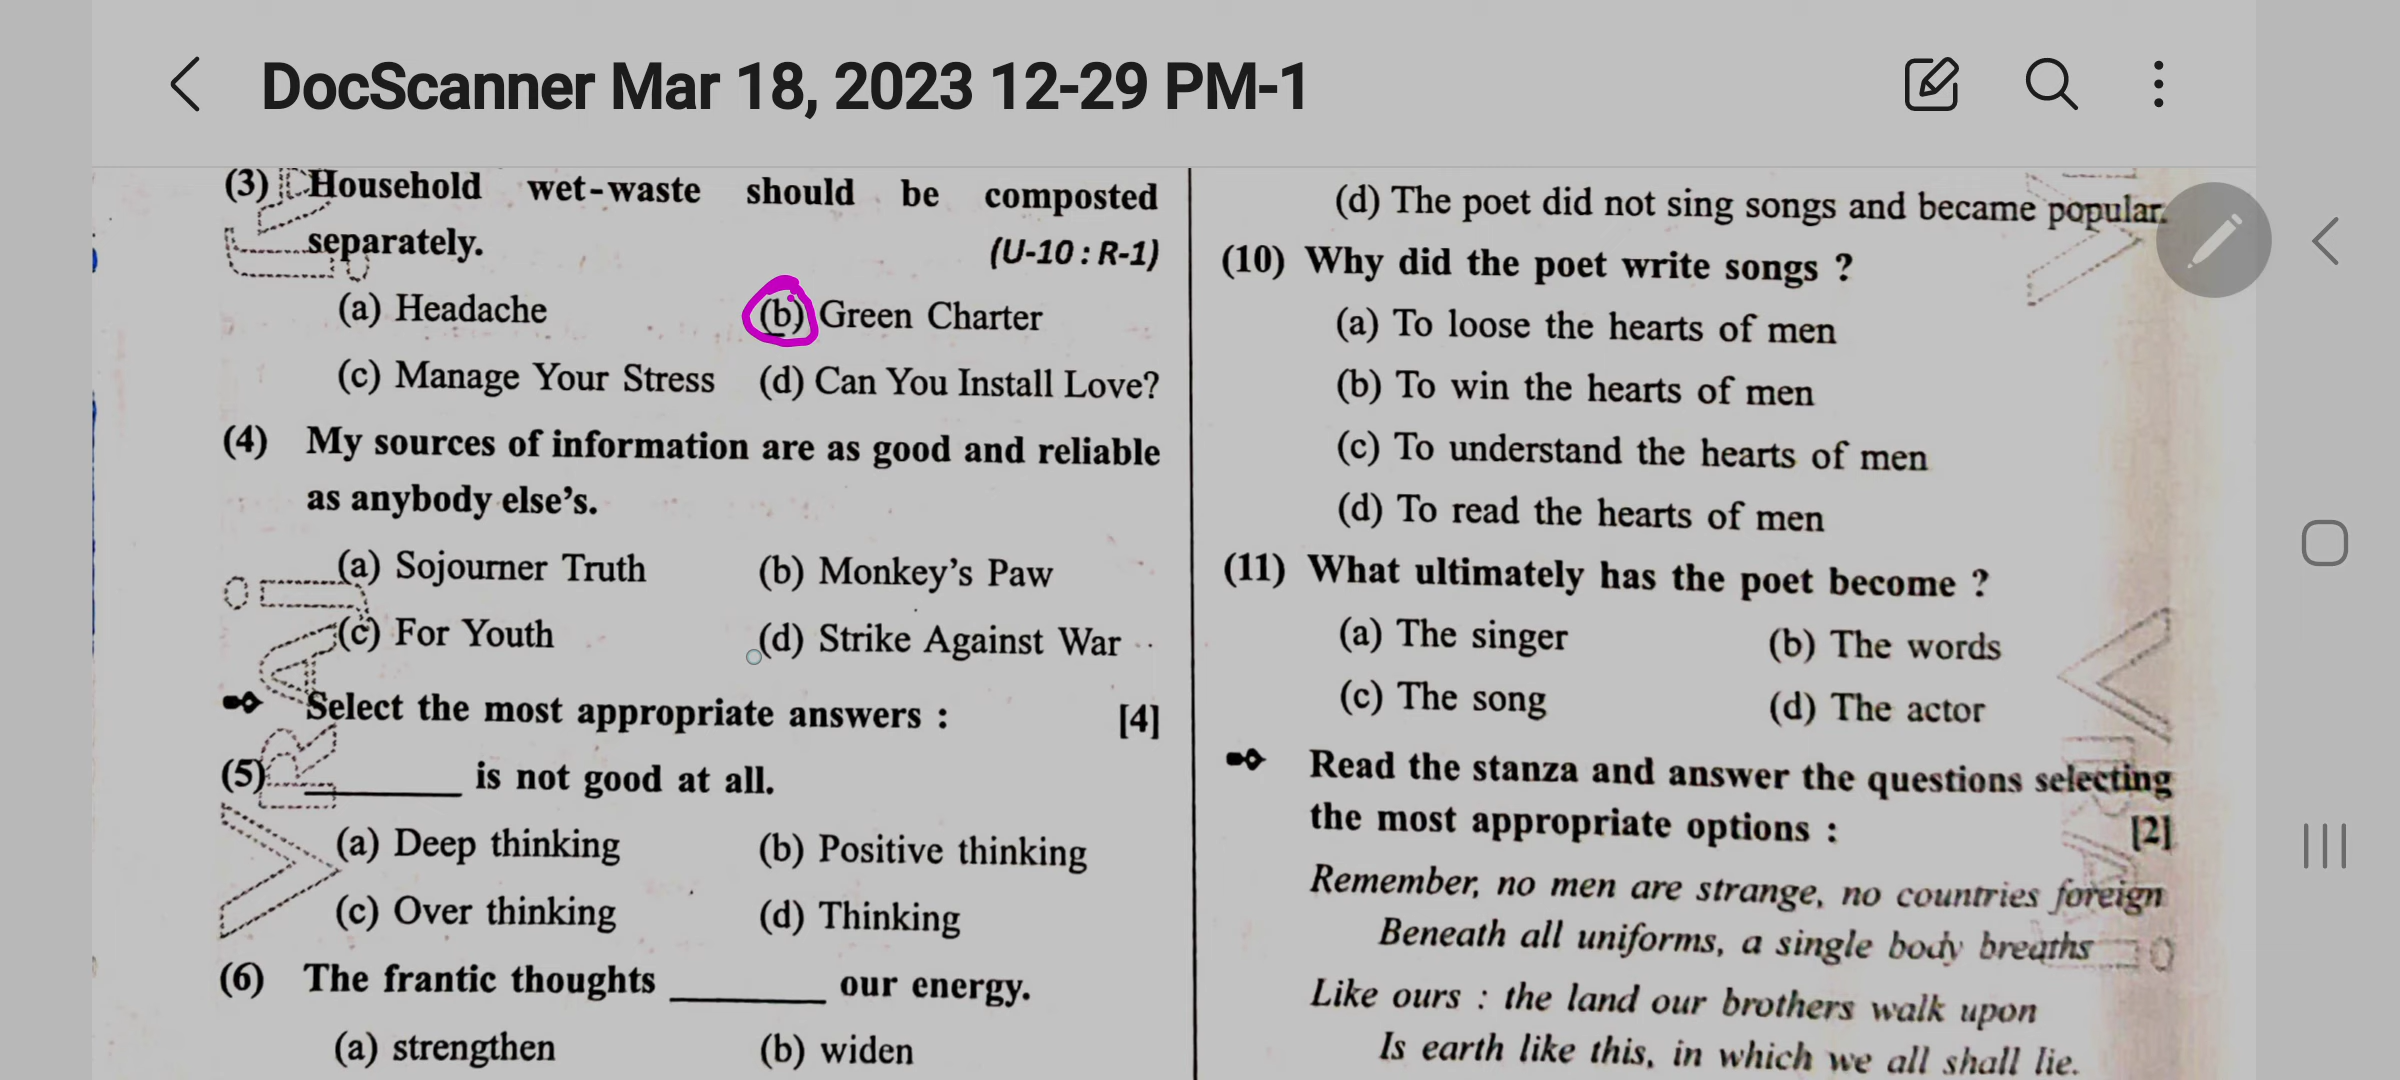 DocScanner Mar 18, 2023 12-29 PM-1
(3) Household wet-waste should be composted
separately. (U-10 : R-1)
(a) Headache (b) Green Charter
(c) Manage Your Stress (d) Can You Install Love?
(4) My sources of information are as good and reliable
as anybody else's.
(a) Sojourner Truth (b) Monkey's Paw
(c) For Youth (d) Strike Against War
Select the most appropriate answers : [4]
(5) ________ is not good at all.
(a) Deep thinking (b) Positive thinking
(c) Over thinking (d) Thinking
(6) The frantic thoughts ________ our energy.
(a) strengthen (b) widen
(d) The poet did not sing songs and became popular.
(10) Why did the poet write songs ?
(a) To loose the hearts of men
(b) To win the hearts of men
(c) To understand the hearts of men
(d) To read the hearts of men
(11) What ultimately has the poet become ?
(a) The singer (b) The words
(c) The song (d) The actor
Read the stanza and answer the questions selecting
the most appropriate options : [2]
Remember, no men are strange, no countries foreign
Beneath all uniforms, a single body breaths
Like ours : the land our brothers walk upon
Is earth like this, in which we all shall lie.